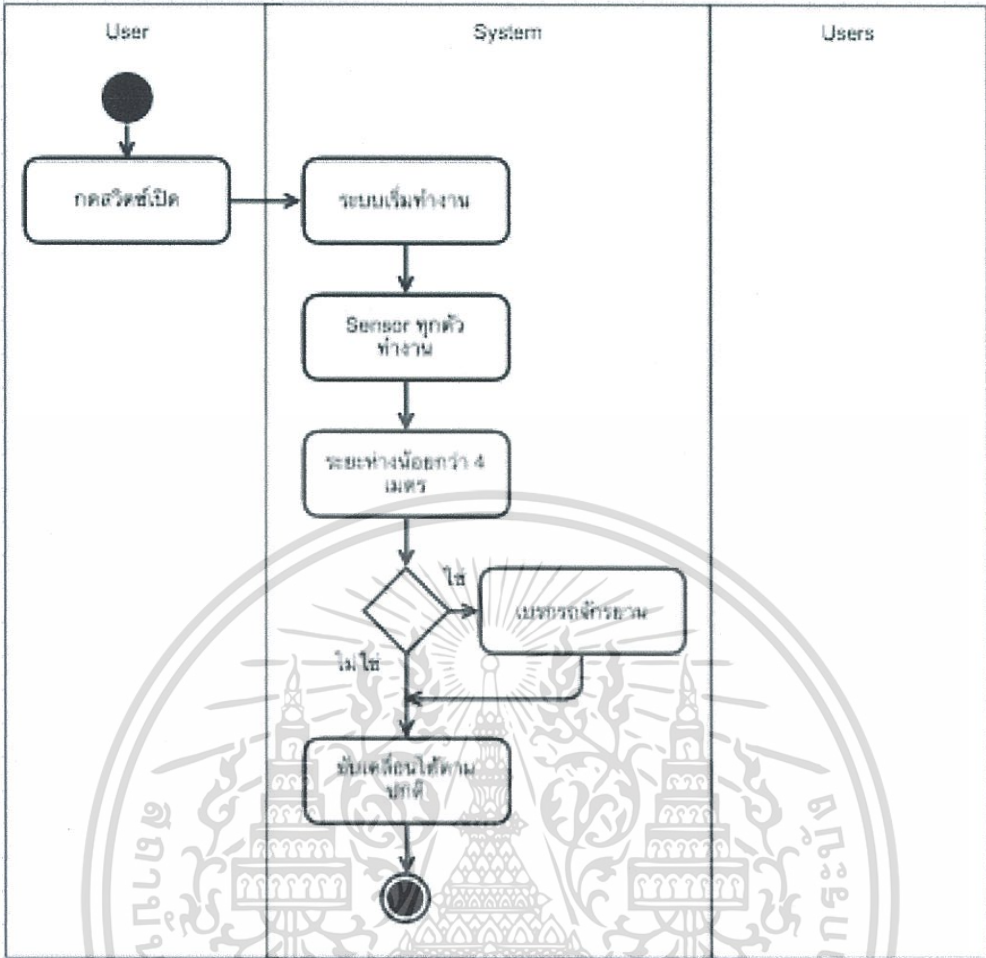 User
System
Users
กดสวิตช์เปิด
ระบบเริ่มทำงาน
Sensor ทุกตัว
ทำงาน
ระยะห่างน้อยกว่า 4
เมตร
ใช่
เบรกรถจักรยาน
ไม่ใช่
ขับเคลื่อนได้ตาม
ปกติ